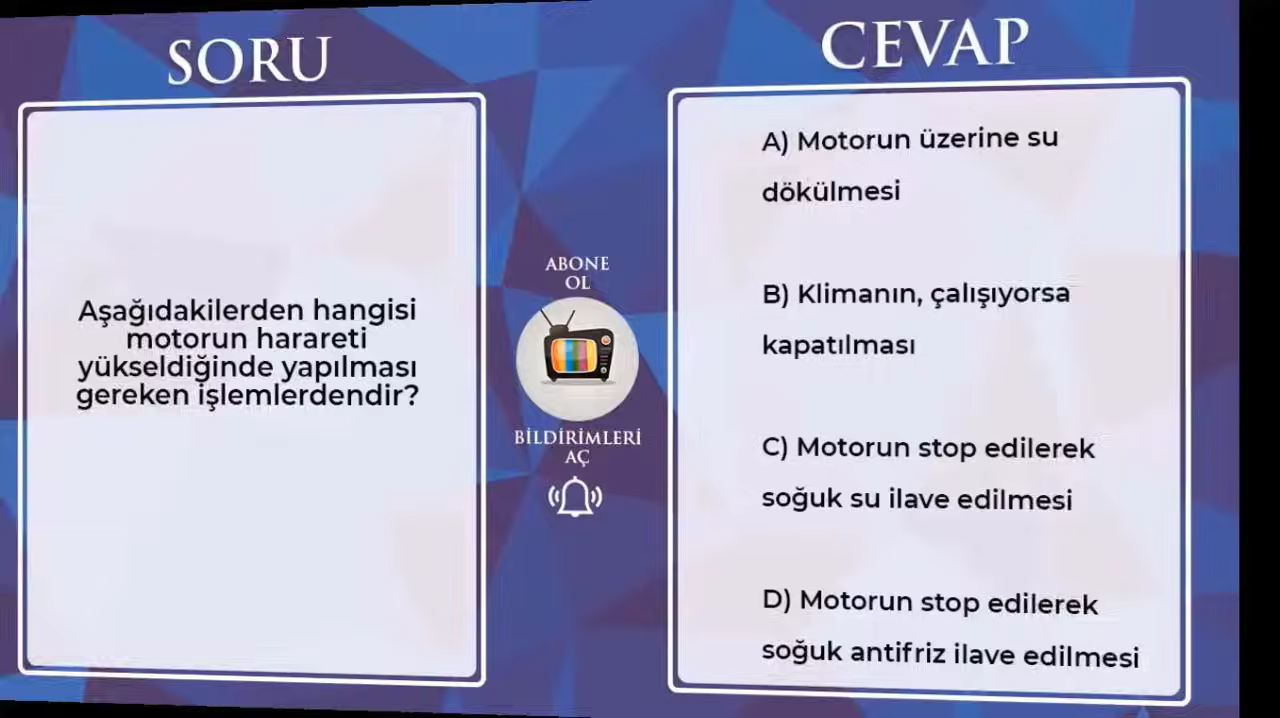 SORU
Aşağıdakilerden hangisi
motorun harareti
yükseldiğinde yapılması
gereken işlemlerdendir?
ABONE
OL
BİLDİRİMLERİ
AÇ
CEVAP
A) Motorun üzerine su
dökülmesi
B) Klimanın, çalışıyorsa
kapatılması
C) Motorun stop edilerek
soğuk su ilave edilmesi
D) Motorun stop edilerek
soğuk antifriz ilave edilmesi